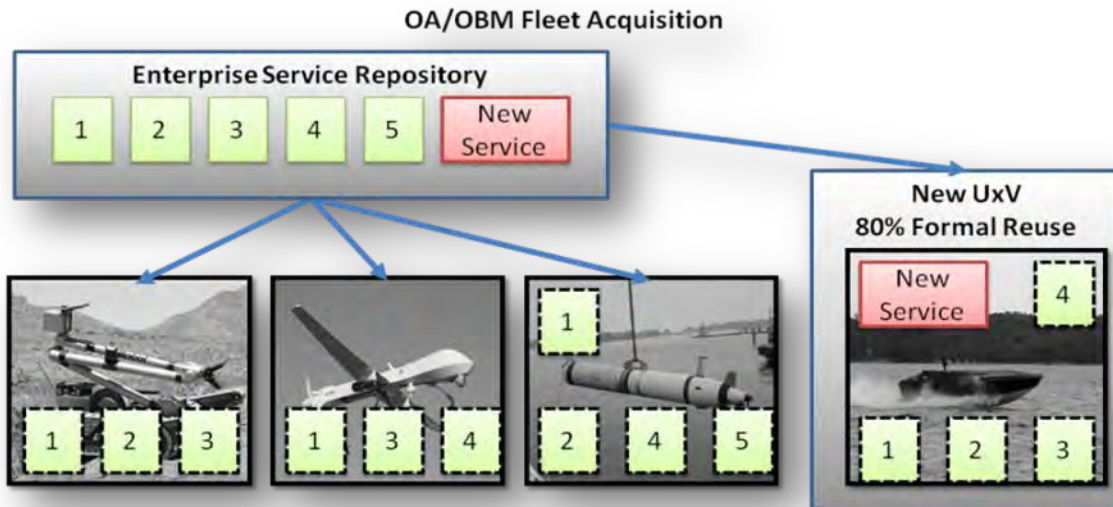 OA/OBM Fleet Acquisition
Enterprise Service Repository
1 2 3 4 5 New Service
New UxV
80% Formal Reuse
1 2 3
1 3 4
1
2 4 5
New Service
4
1 2 3